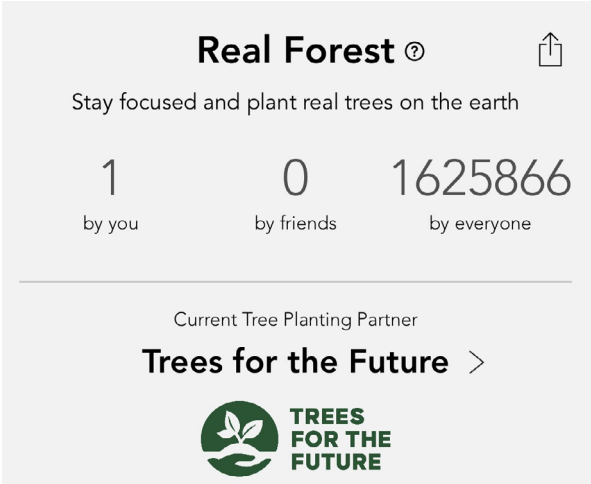 Real Forest ?
Stay focused and plant real trees on the earth
1 0 1625866
by you by friends by everyone
Current Tree Planting Partner
Trees for the Future >
TREES
FOR THE
FUTURE